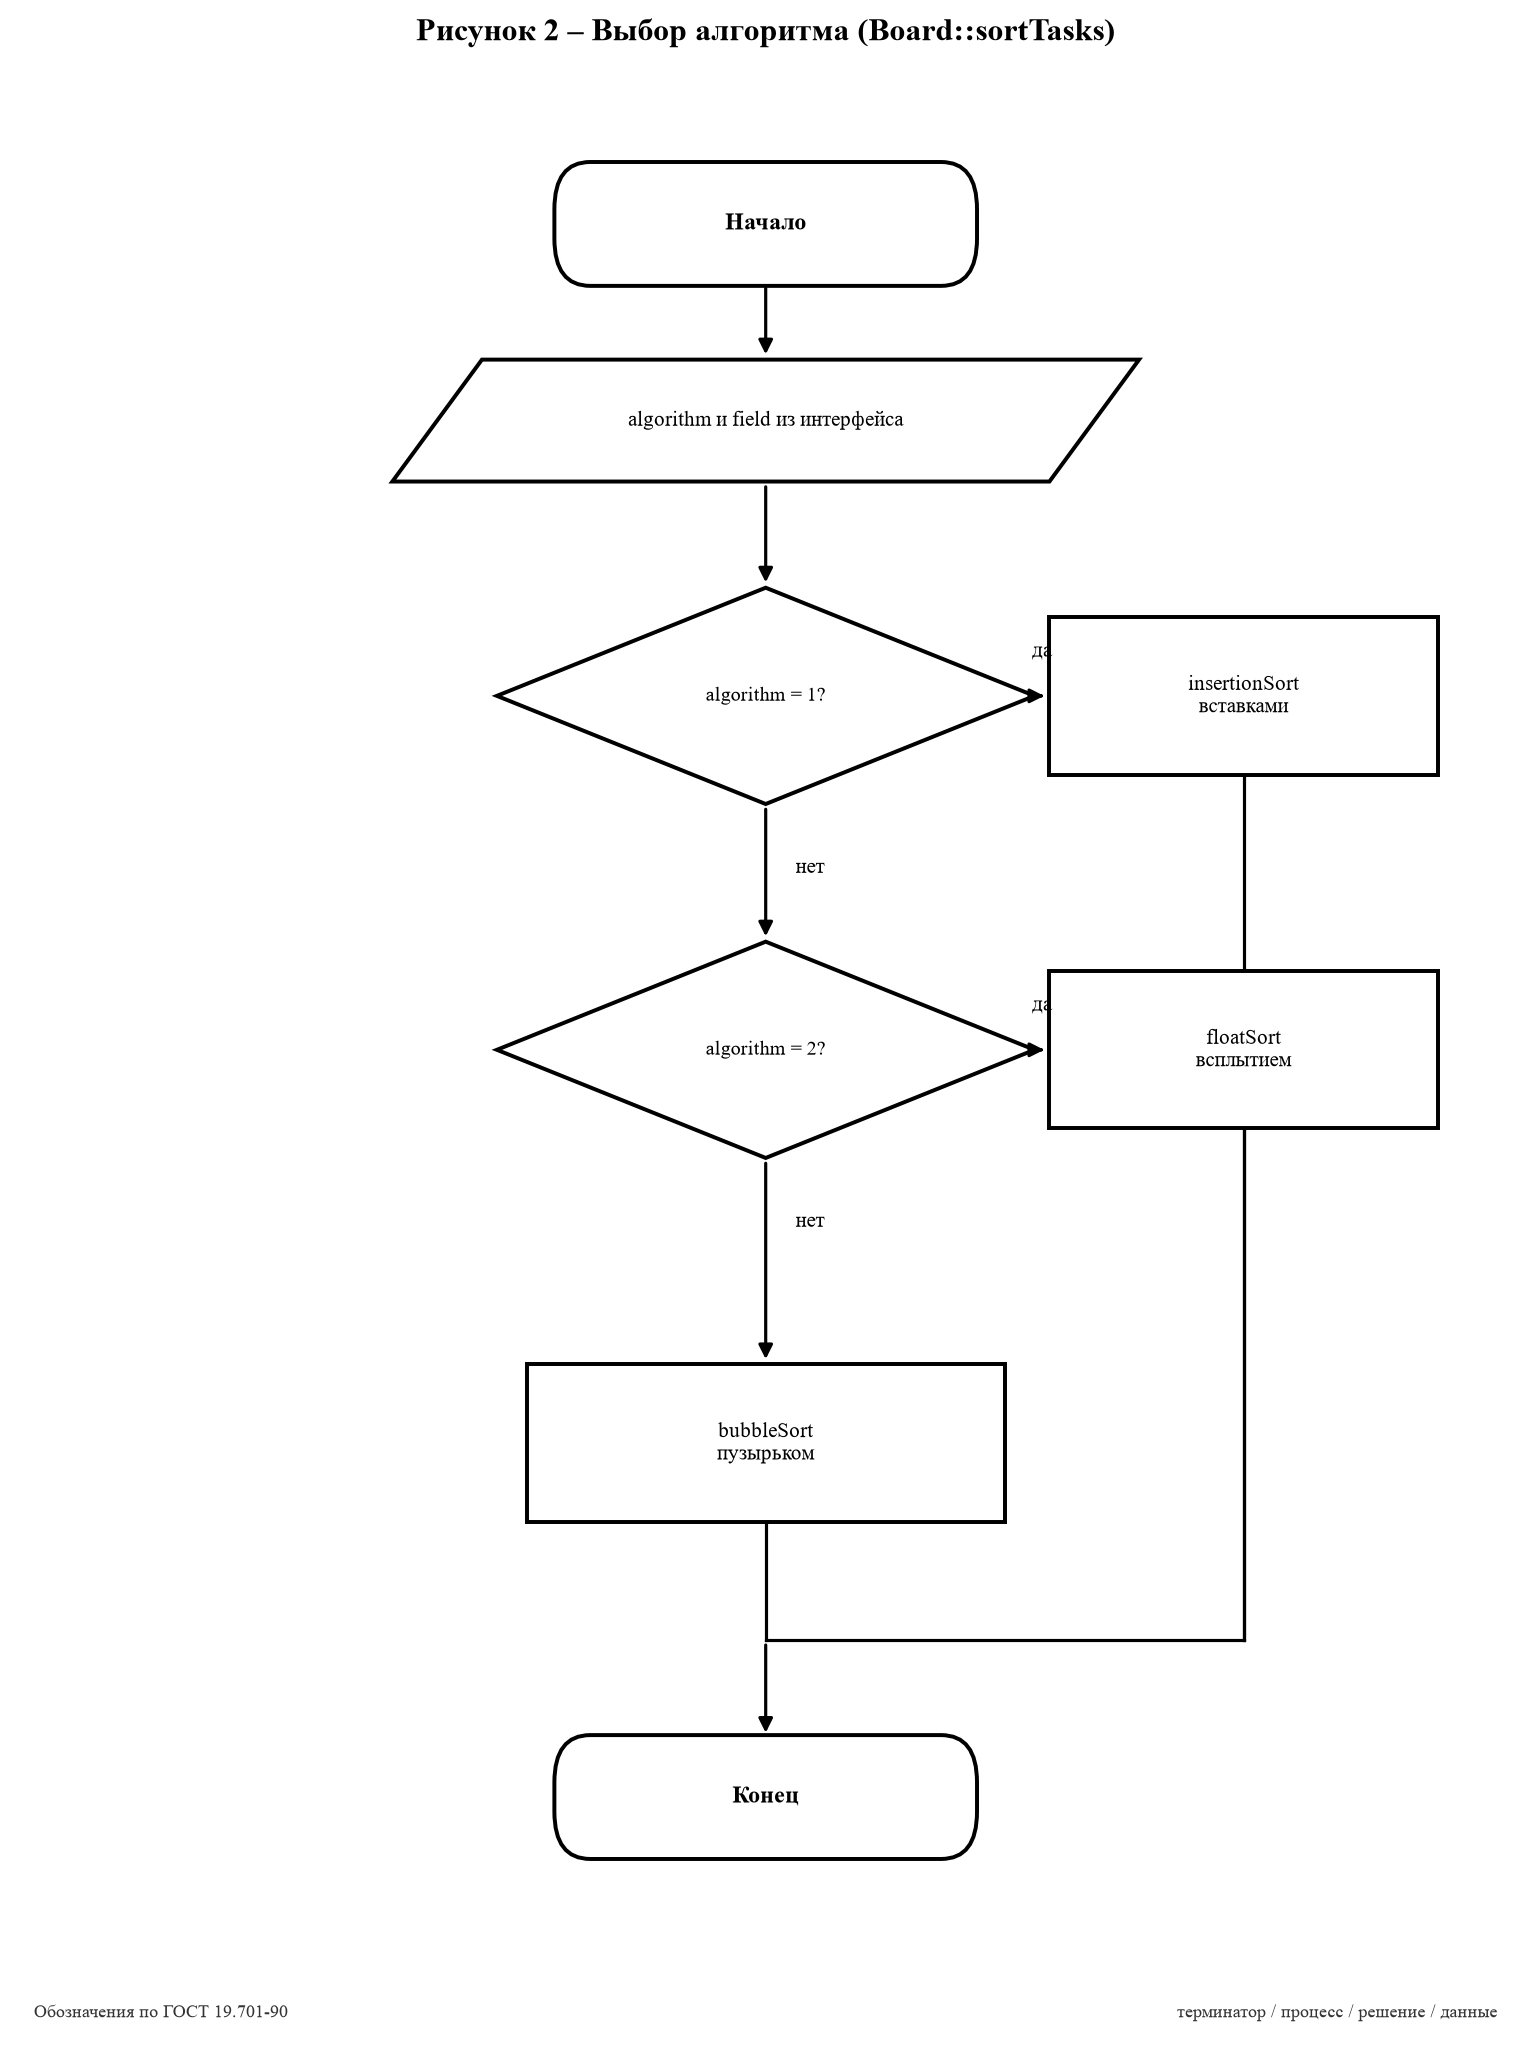 Рисунок 2 – Выбор алгоритма (Board::sortTasks)
Начало
algorithm и field из интерфейса
algorithm = 1?
да
insertionSort
вставками
нет
algorithm = 2?
да
floatSort
всплытием
нет
bubbleSort
пузырьком
Конец
Обозначения по ГОСТ 19.701-90
терминатор / процесс / решение / данные